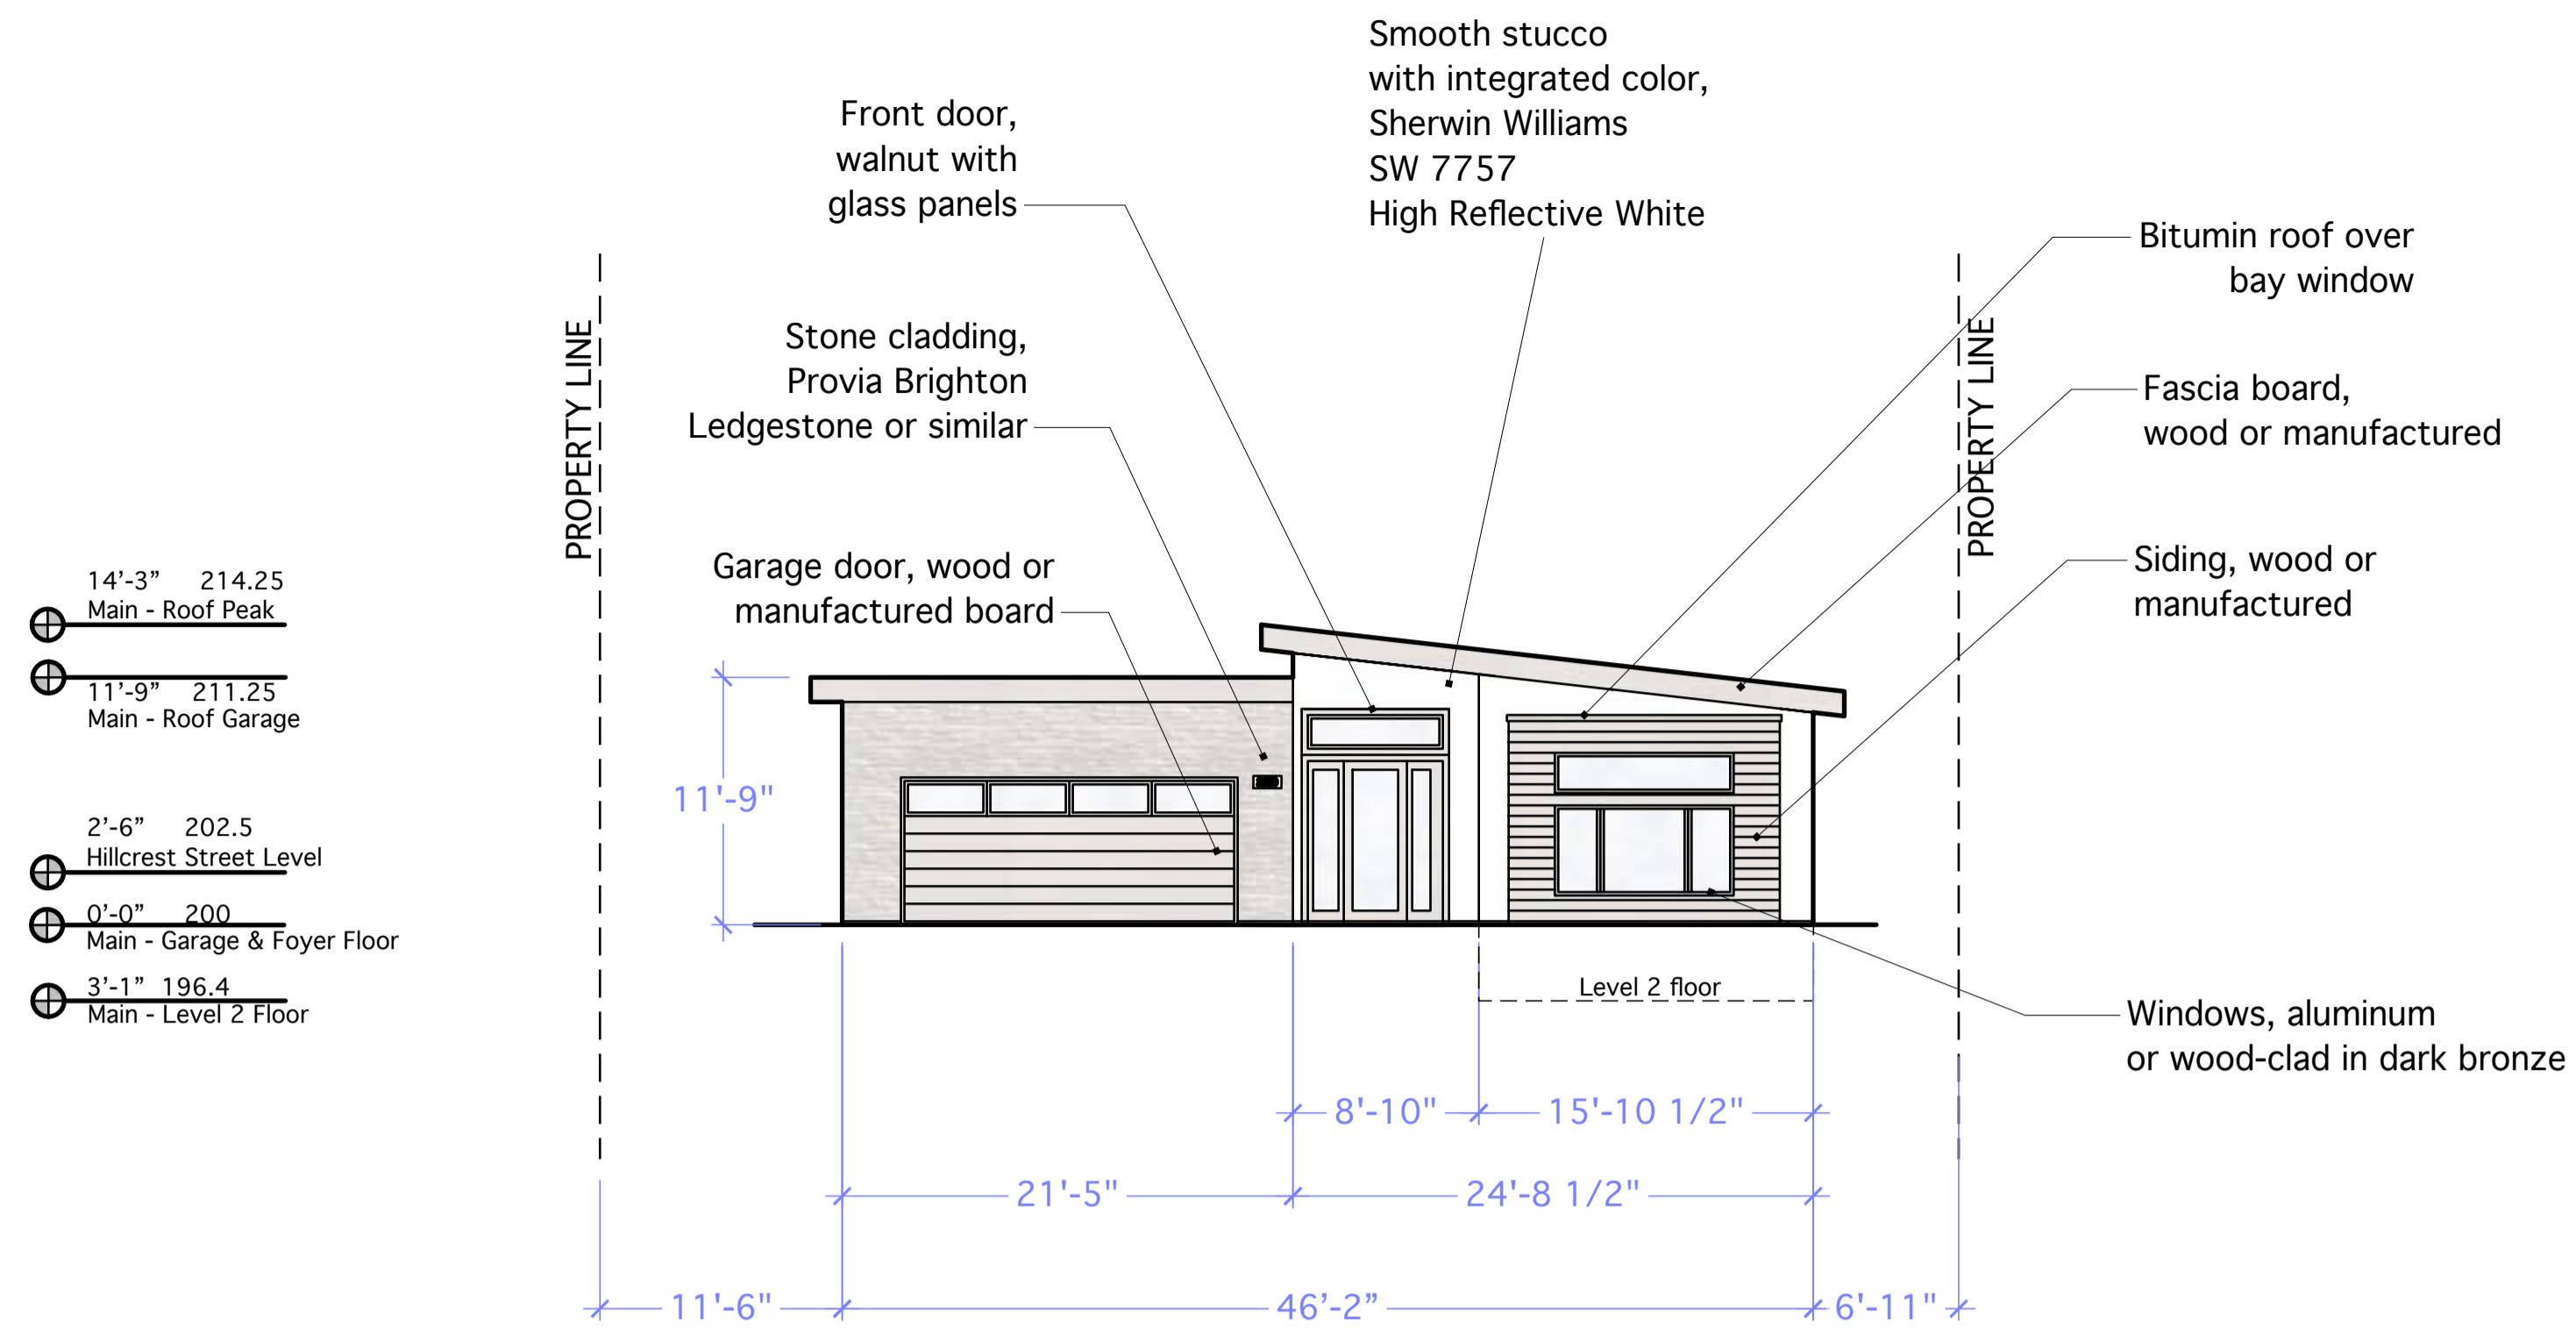 Smooth stucco
with integrated color,
Sherwin Williams
SW 7757
High Reflective White
Front door,
walnut with
glass panels
Bitumin roof over
bay window
Stone cladding,
Provia Brighton
Ledgestone or similar
PROPERTY LINE
PROPERTY LINE
Fascia board,
wood or manufactured
Garage door, wood or
manufactured board
Siding, wood or
manufactured
14’-3” 214.25
Main - Roof Peak
11’-9” 211.25
Main - Roof Garage
2’-6” 202.5
Hillcrest Street Level
0’-0” 200
Main - Garage & Foyer Floor
3’-1” 196.4
Main - Level 2 Floor
11'-9"
Level 2 floor
Windows, aluminum
or wood-clad in dark bronze
8'-10" 15'-10 1/2"
21'-5" 24'-8 1/2"
11'-6" 46’-2” 6'-11"